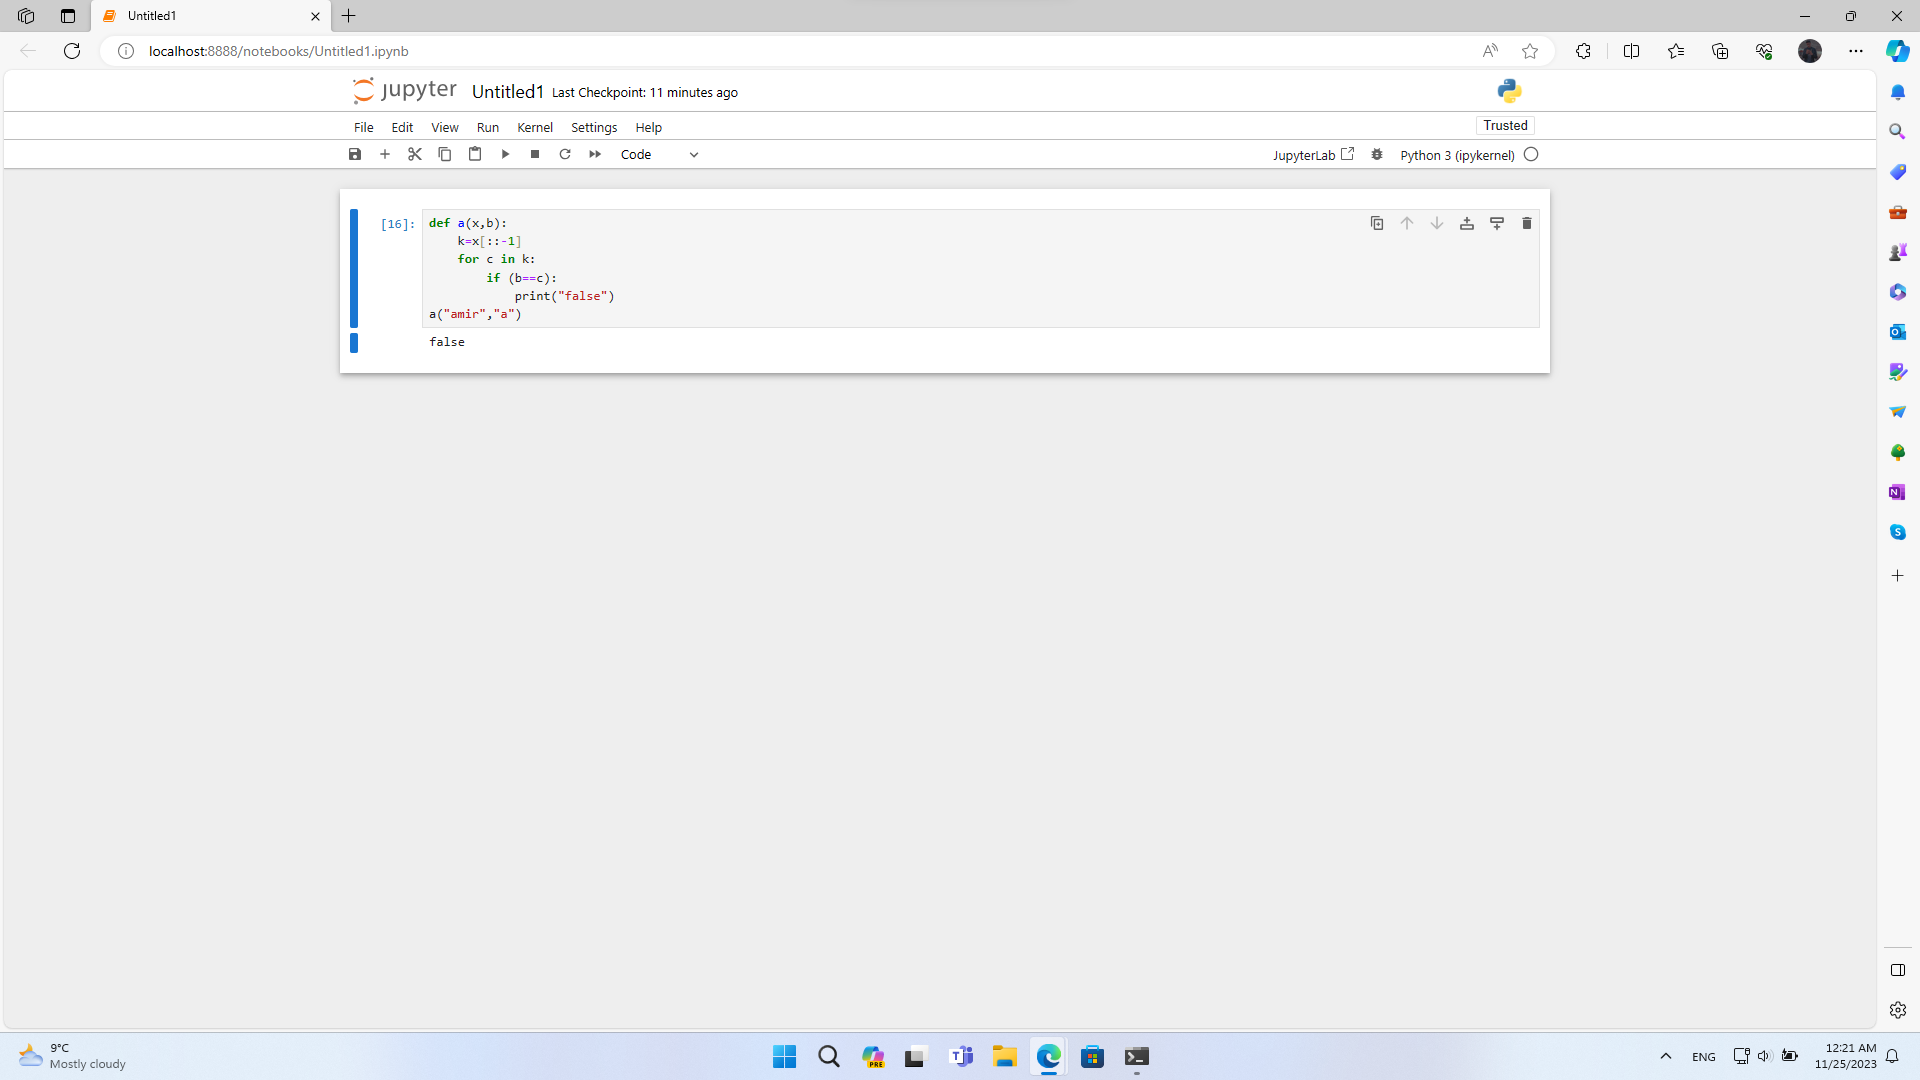 Untitled1
localhost:8888/notebooks/Untitled1.ipynb
jupyter Untitled1 Last Checkpoint: 11 minutes ago
File Edit View Run Kernel Settings Help Trusted
Code JupyterLab Python 3 (ipykernel)
[16]: def a(x,b):
    k=x[::-1]
    for c in k:
        if (b==c):
            print("false")
a("amir","a")
false
9°C
Mostly cloudy
PRE
ENG
12:21 AM
11/25/2023